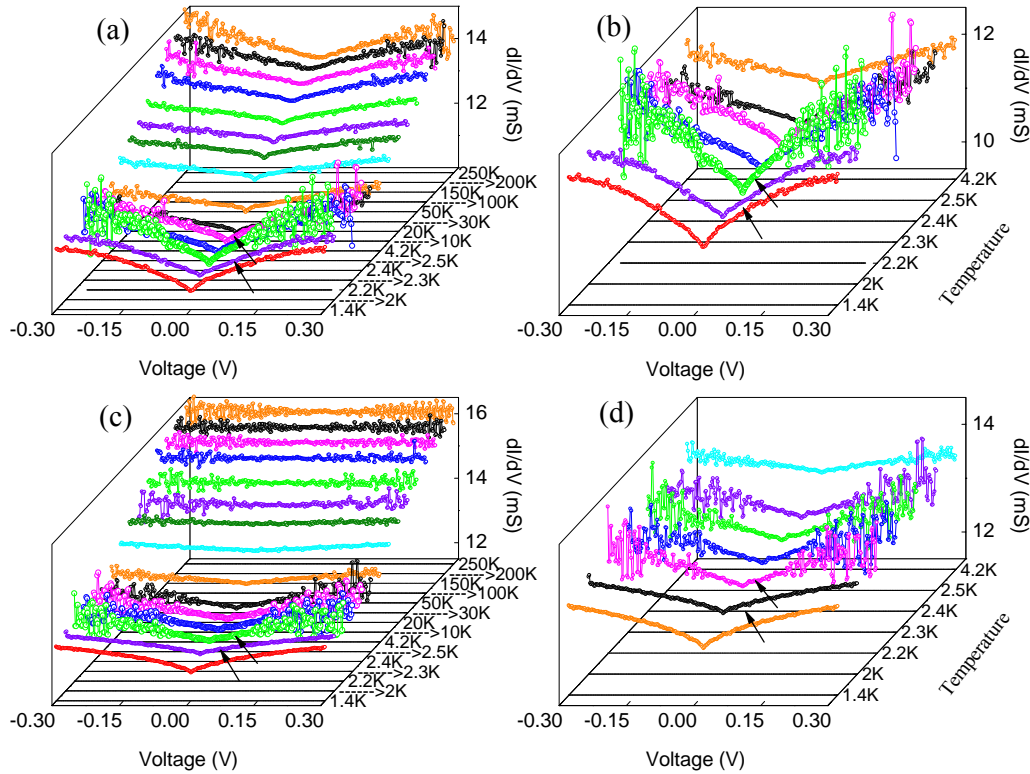 (a)
14
12
dI/dV (mS)
250K
>200K
150K
>100K
50K
>30K
20K
>10K
4.2K
>2.5K
2.4K
>2.3K
2.2K
>2K
1.4K
-0.30
-0.15
0.00
0.15
0.30
Voltage (V)
(b)
12
10
dI/dV (mS)
4.2K
2.5K
2.4K
2.3K
2.2K
2K
1.4K
Temperature
-0.30
-0.15
0.00
0.15
0.30
Voltage (V)
(c)
16
14
12
dI/dV (mS)
250K
>200K
150K
>100K
50K
>30K
20K
>10K
4.2K
>2.5K
2.4K
>2.3K
2.2K
>2K
1.4K
-0.30
-0.15
0.00
0.15
0.30
Voltage (V)
(d)
14
12
dI/dV (mS)
4.2K
2.5K
2.4K
2.3K
2.2K
2K
1.4K
Temperature
-0.30
-0.15
0.00
0.15
0.30
Voltage (V)